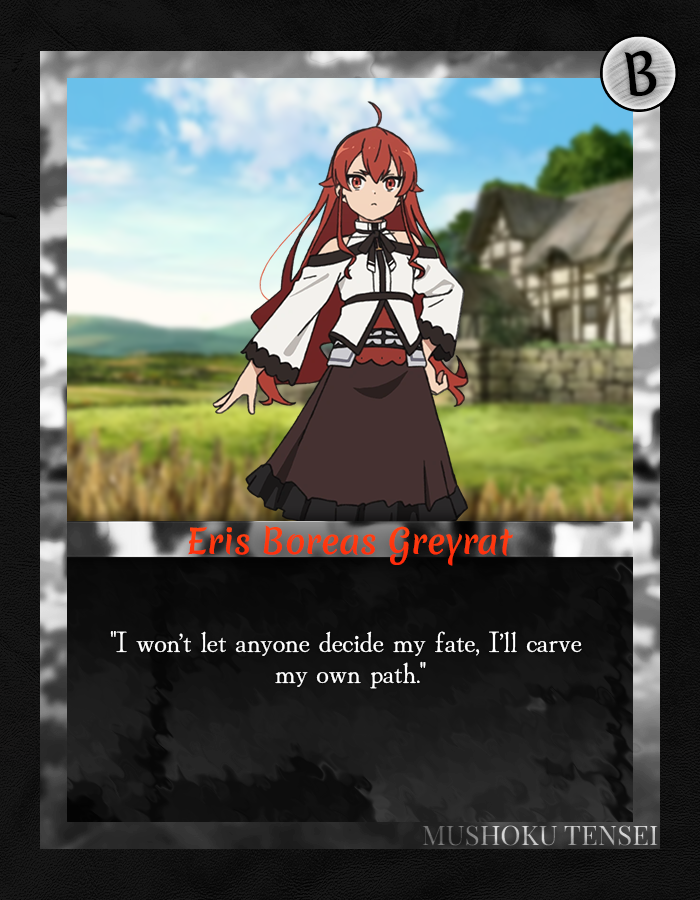 B
Eris Boreas Greyrat
"I won't let anyone decide my fate, I'll carve
my own path."
MUSHOKU TENSEI